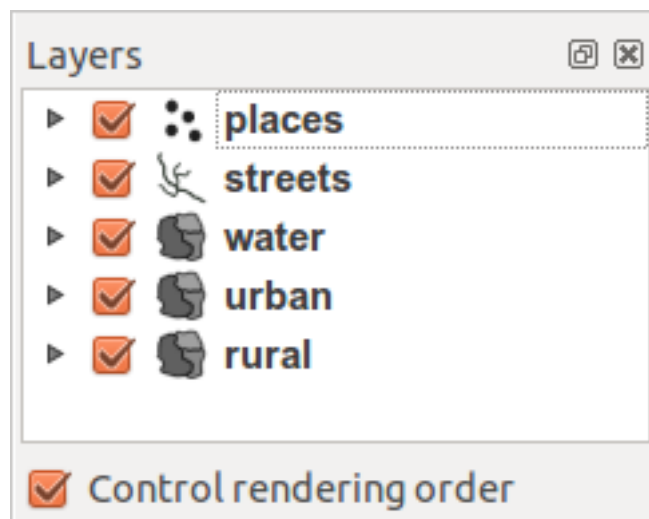 Layers
places
streets
water
urban
rural
Control rendering order